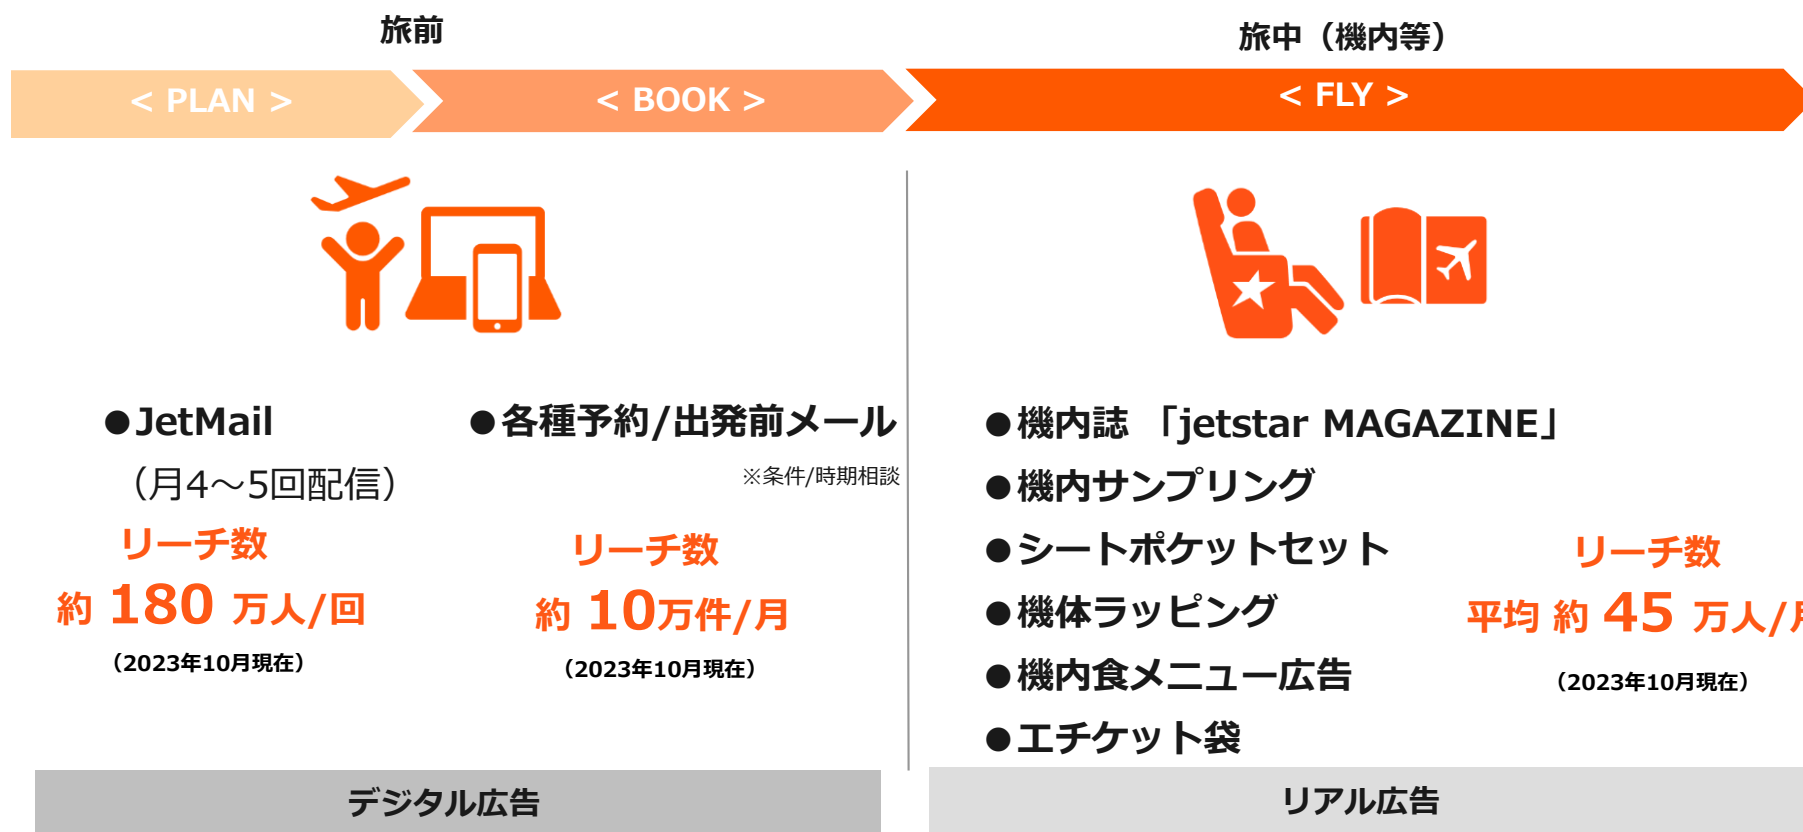 旅前
旅中（機内等）
< PLAN >
< BOOK >
< FLY >
●JetMail
（月4～5回配信）
リーチ数
約 180 万人/回
（2023年10月現在）
●各種予約/出発前メール
※条件/時期相談
リーチ数
約 10万件/月
（2023年10月現在）
●機内誌 「jetstar MAGAZINE」
●機内サンプリング
●シートポケットセット
●機体ラッピング
●機内食メニュー広告
●エチケット袋
リーチ数
平均 約 45 万人/月
（2023年10月現在）
デジタル広告
リアル広告